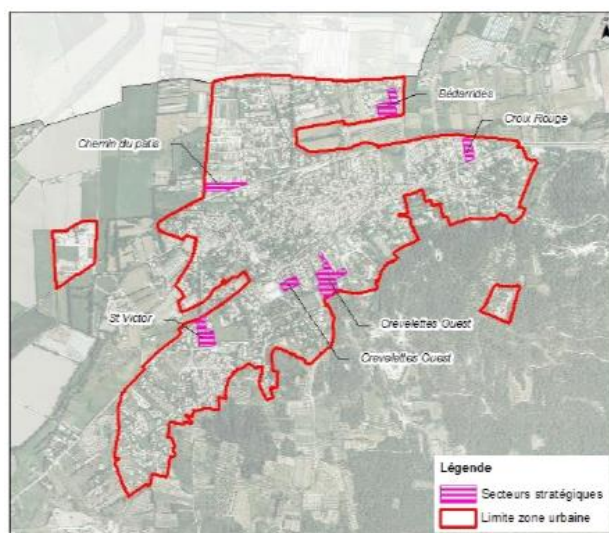 Bédarrides
Croix Rouge
Chemin du patis
St Victor
Crevelettes Ouest
Crevelettes Ouest
Légende
Secteurs stratégiques
Limite zone urbaine